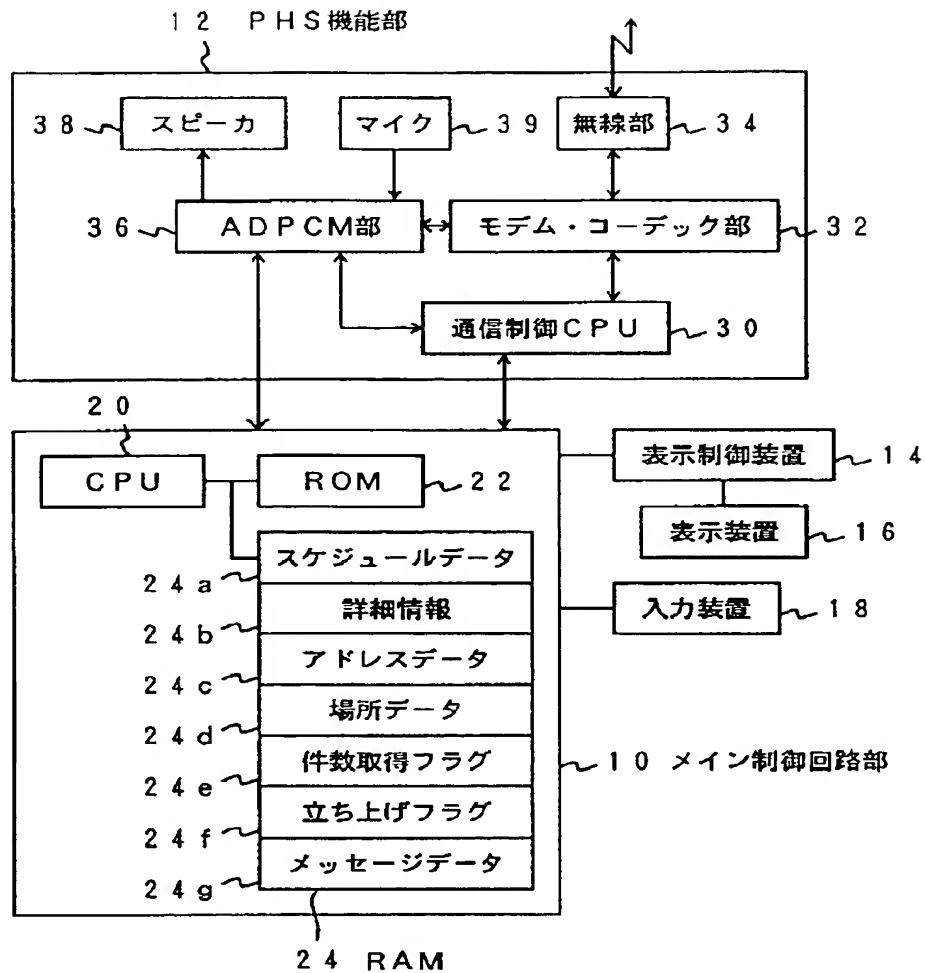 12 PHS機能部
38 スピーカ マイク 39 無線部 34
36 ADPCM部 モデム・コーデック部 32
通信制御CPU 30
20
CPU ROM 22 表示制御装置 14
表示装置 16
スケジュールデータ
24a
詳細情報 入力装置 18
24b
アドレスデータ
24c
場所データ
24d
件数取得フラグ 10 メイン制御回路部
24e
立ち上げフラグ
24f
メッセージデータ
24g
24 RAM